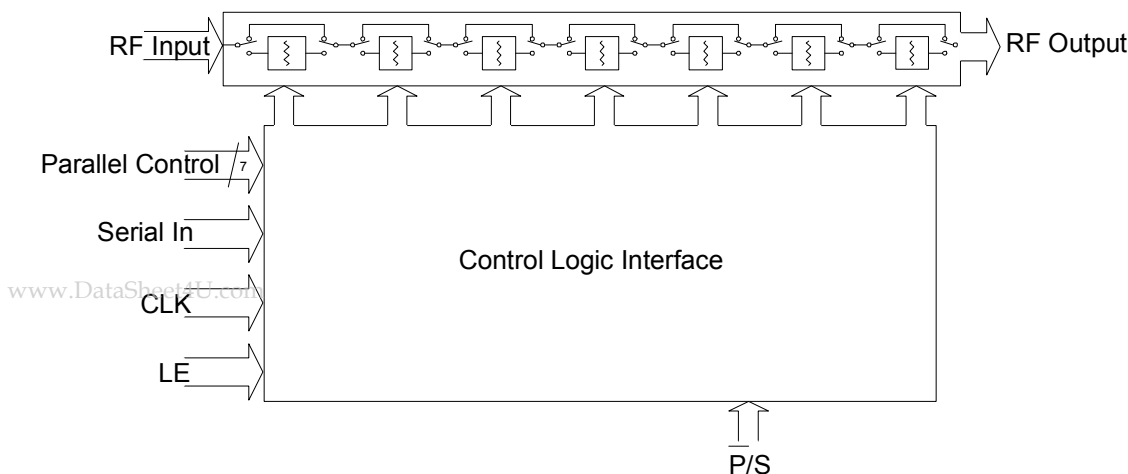 RF Input
RF Output
Parallel Control
7
Serial In
Control Logic Interface
www.DataSheet4U.com
CLK
LE
P̅/S